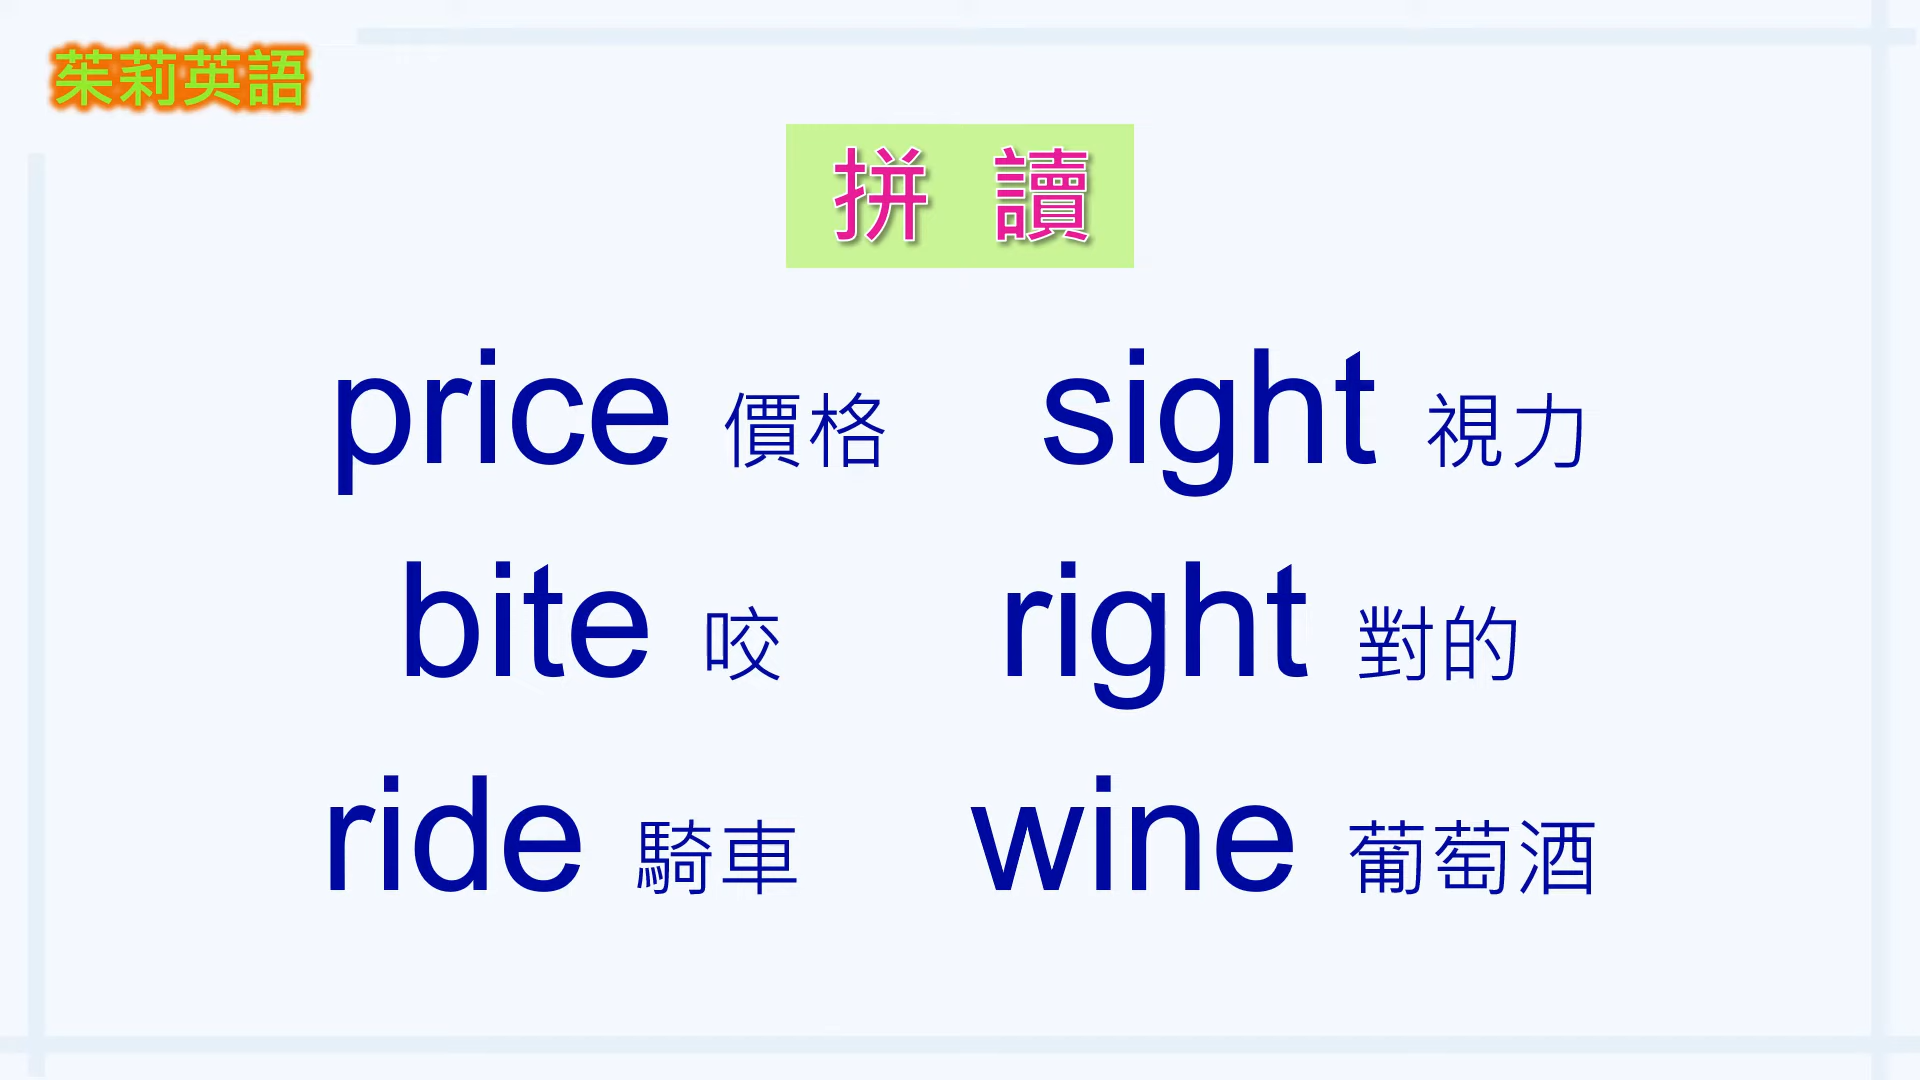 茱莉英語
拼 讀
price 價格 sight 視力
bite 咬 right 對的
ride 騎車 wine 葡萄酒